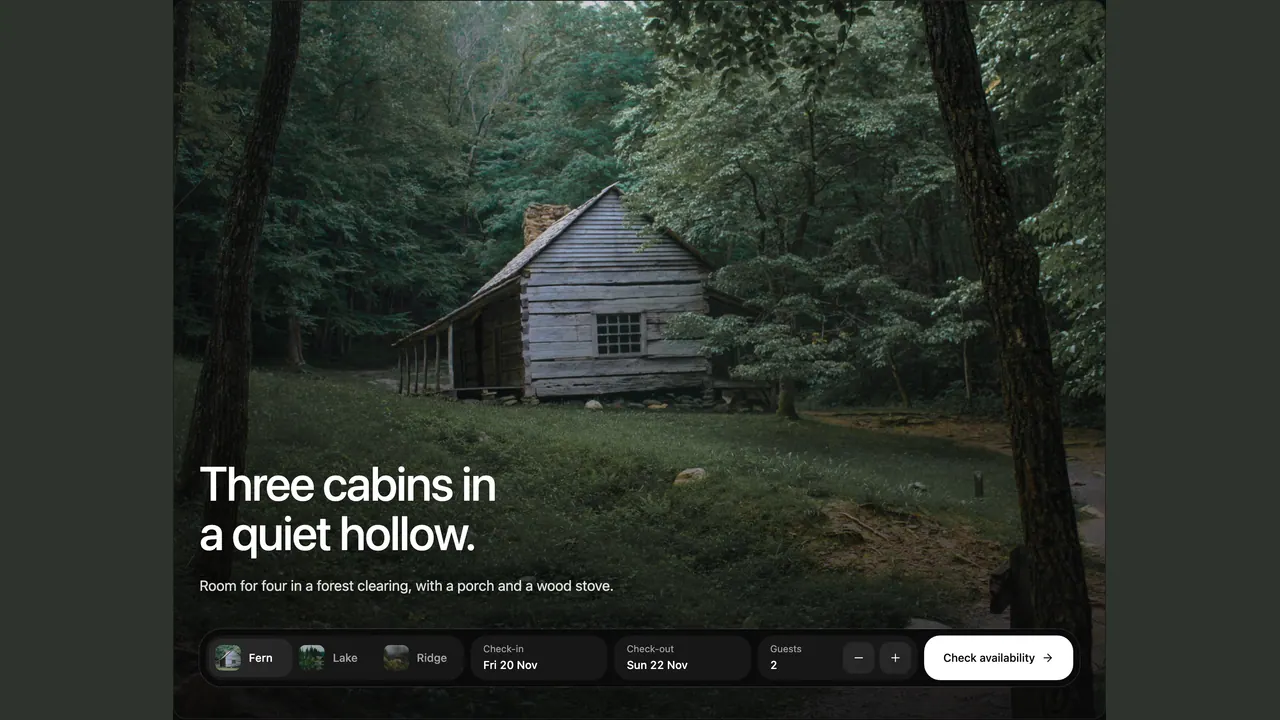 Three cabins in
a quiet hollow.
Room for four in a forest clearing, with a porch and a wood stove.
Fern
Lake
Ridge
Check-in
Fri 20 Nov
Check-out
Sun 22 Nov
Guests
2
−
+
Check availability →